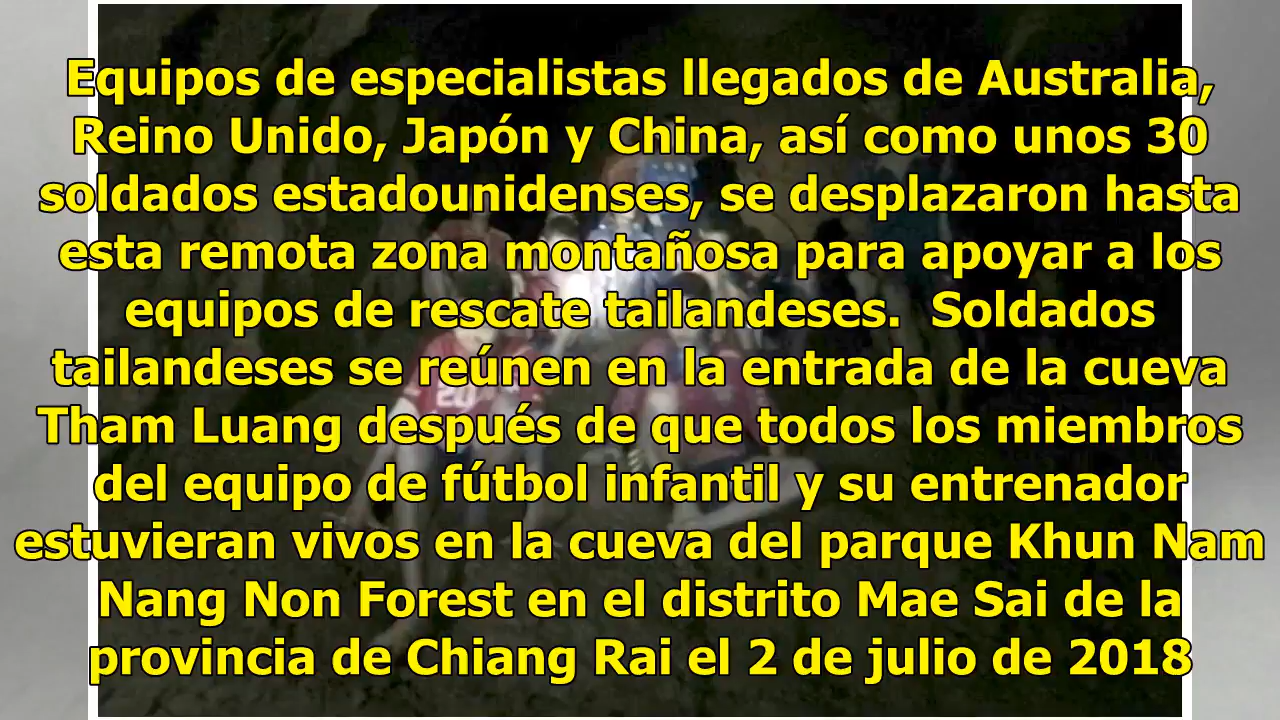 Equipos de especialistas llegados de Australia,
Reino Unido, Japón y China, así como unos 30
soldados estadounidenses, se desplazaron hasta
esta remota zona montañosa para apoyar a los
equipos de rescate tailandeses.  Soldados
tailandeses se reúnen en la entrada de la cueva
Tham Luang después de que todos los miembros
del equipo de fútbol infantil y su entrenador
estuvieran vivos en la cueva del parque Khun Nam
Nang Non Forest en el distrito Mae Sai de la
provincia de Chiang Rai el 2 de julio de 2018
20